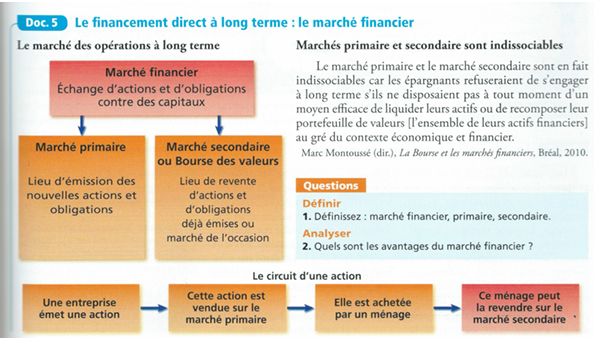 Doc. 5 Le financement direct à long terme : le marché financier
Le marché des opérations à long terme
Marché financier
Échange d'actions et d'obligations
contre des capitaux
Marché primaire
Lieu d'émission des
nouvelles actions et
obligations
Marché secondaire
ou Bourse des valeurs
Lieu de revente
d'actions et
d'obligations
déjà émises ou
marché de l'occasion
Marchés primaire et secondaire sont indissociables
Le marché primaire et le marché secondaire sont en fait
indissociables car les épargnants refuseraient de s'engager
à long terme s'ils ne disposaient pas à tout moment d'un
moyen efficace de liquider leurs actifs ou de recomposer leur
portefeuille de valeurs [l'ensemble de leurs actifs financiers]
au gré du contexte économique et financier.
Marc Montoussé (dir.), La Bourse et les marchés financiers, Bréal, 2010.
Questions
Définir
1. Définissez : marché financier, primaire, secondaire.
Analyser
2. Quels sont les avantages du marché financier ?
Le circuit d'une action
Une entreprise
émet une action
Cette action est
vendue sur le
marché primaire
Elle est achetée
par un ménage
Ce ménage peut
la revendre sur le
marché secondaire